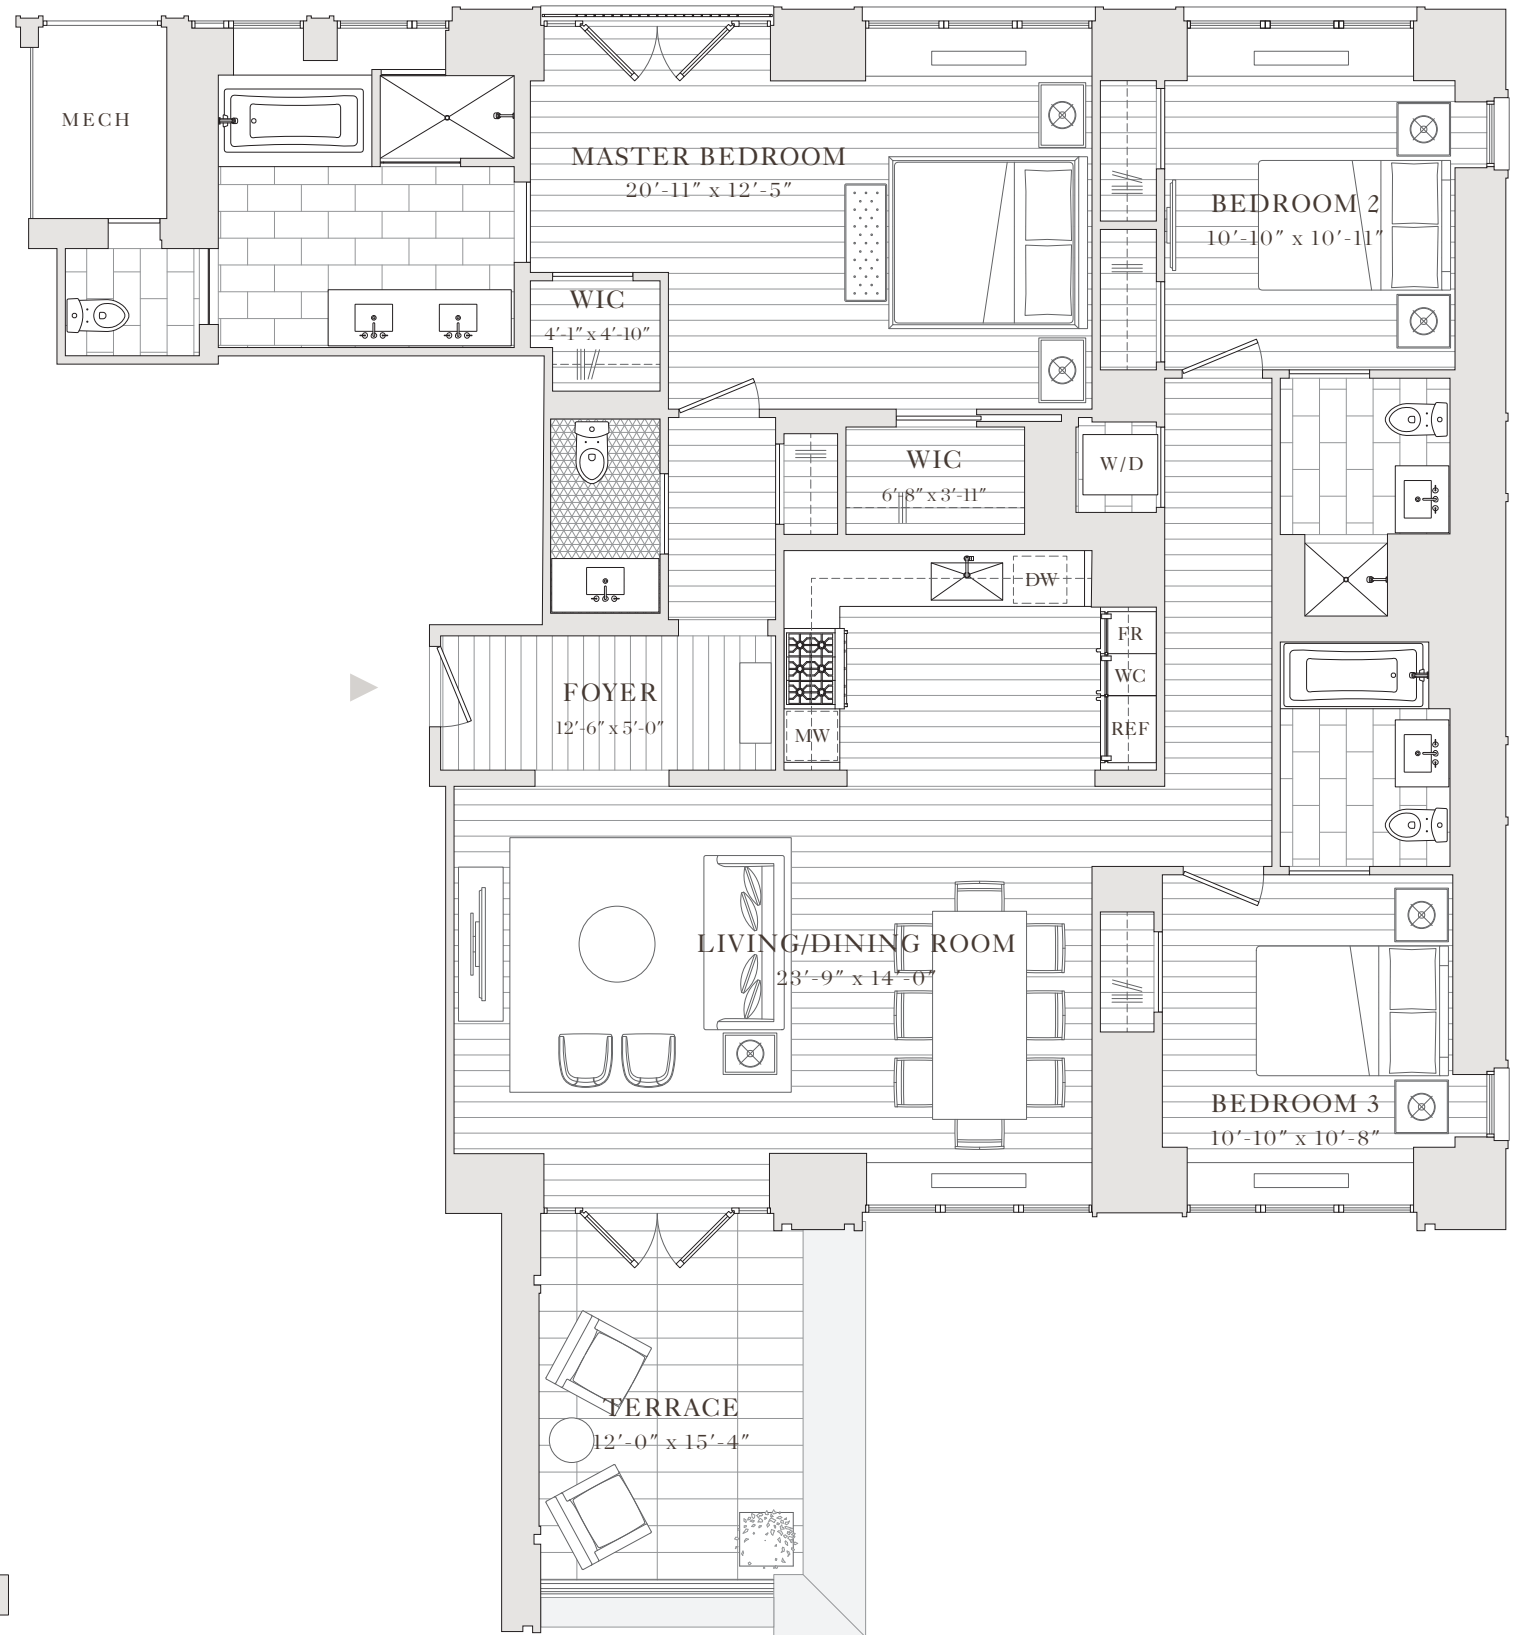 MECH
MASTER BEDROOM
20′-11″ x 12′-5″
BEDROOM 2
10′-10″ x 10′-11″
WIC
4′-1″ x 4′-10″
WIC
6′-8″ x 3′-11″
W/D
DW
FR
WC
REF
MW
FOYER
12′-6″ x 5′-0″
LIVING/DINING ROOM
23′-9″ x 14′-0″
BEDROOM 3
10′-10″ x 10′-8″
TERRACE
12′-0″ x 15′-4″